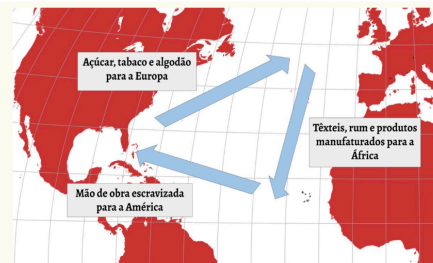 Açúcar, tabaco e algodão
para a Europa
Têxteis, rum e produtos
manufaturados para a
África
Mão de obra escravizada
para a América